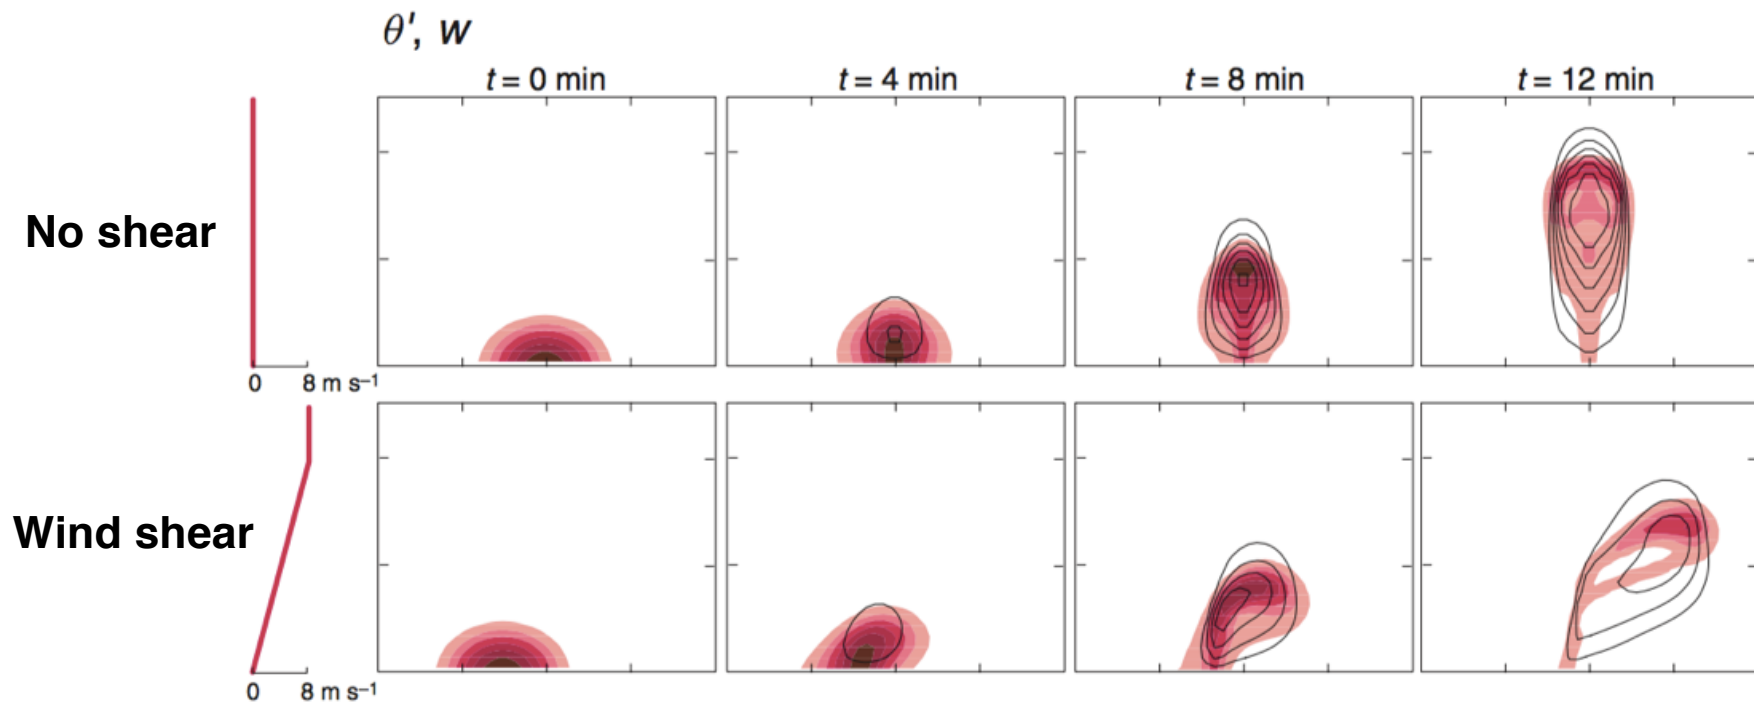 θ′, w
t = 0 min
t = 4 min
t = 8 min
t = 12 min
No shear
0 8 m s⁻¹
Wind shear
0 8 m s⁻¹